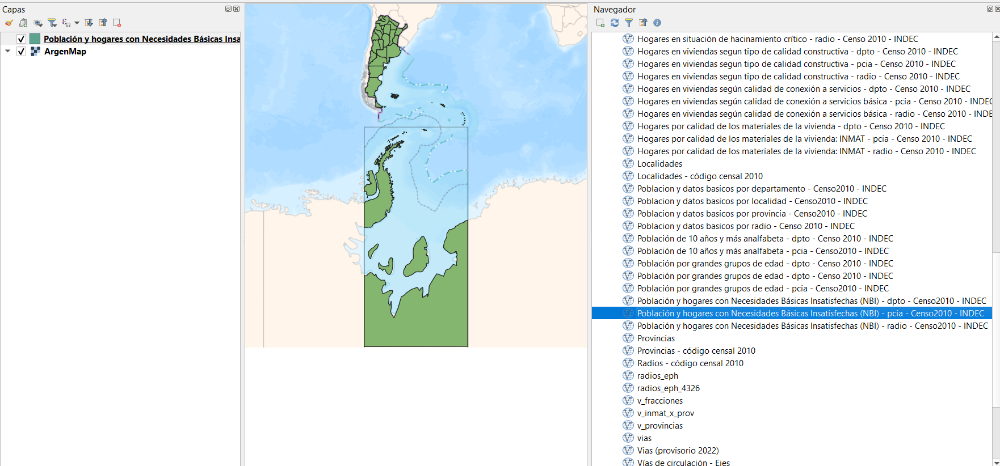 Capas
Población y hogares con Necesidades Básicas Insa
ArgenMap
Navegador
Hogares en situación de hacinamiento crítico - radio - Censo 2010 - INDEC
Hogares en viviendas segun tipo de calidad constructiva - dpto - Censo 2010 - INDEC
Hogares en viviendas segun tipo de calidad constructiva - pcia - Censo 2010 - INDEC
Hogares en viviendas segun tipo de calidad constructiva - radio - Censo 2010 - INDEC
Hogares en viviendas según calidad de conexión a servicios - dpto - Censo 2010 - INDEC
Hogares en viviendas según calidad de conexión a servicios básica - pcia - Censo 2010 - INDEC
Hogares en viviendas según calidad de conexión a servicios básica - radio - Censo 2010 - INDE
Hogares por calidad de los materiales de la vivienda - dpto - Censo 2010 - INDEC
Hogares por calidad de los materiales de la vivienda: INMAT - pcia - Censo 2010 - INDEC
Hogares por calidad de los materiales de la vivienda: INMAT - radio - Censo 2010 - INDEC
Localidades
Localidades - código censal 2010
Poblacion y datos basicos por departamento - Censo2010 - INDEC
Poblacion y datos basicos por localidad - Censo2010 - INDEC
Poblacion y datos basicos por provincia - Censo2010 - INDEC
Poblacion y datos basicos por radio - Censo2010 - INDEC
Población de 10 años y más analfabeta - dpto - Censo 2010 - INDEC
Población de 10 años y más analfabeta - pcia - Censo2010 - INDEC
Población por grandes grupos de edad - dpto - Censo 2010 - INDEC
Población por grandes grupos de edad - dpto - Censo 2010 - INDEC
Población por grandes grupos de edad - pcia - Censo2010 - INDEC
Población y hogares con Necesidades Básicas Insatisfechas (NBI) - dpto - Censo2010 - INDEC
Población y hogares con Necesidades Básicas Insatisfechas (NBI) - pcia - Censo2010 - INDEC
Población y hogares con Necesidades Básicas Insatisfechas (NBI) - radio - Censo2010 - INDEC
Provincias
Provincias - código censal 2010
Radios - código censal 2010
radios_eph
radios_eph_4326
v_fracciones
v_inmat_x_prov
v_provincias
vias
Vias (provisorio 2022)
Vías de circulación - Ejes